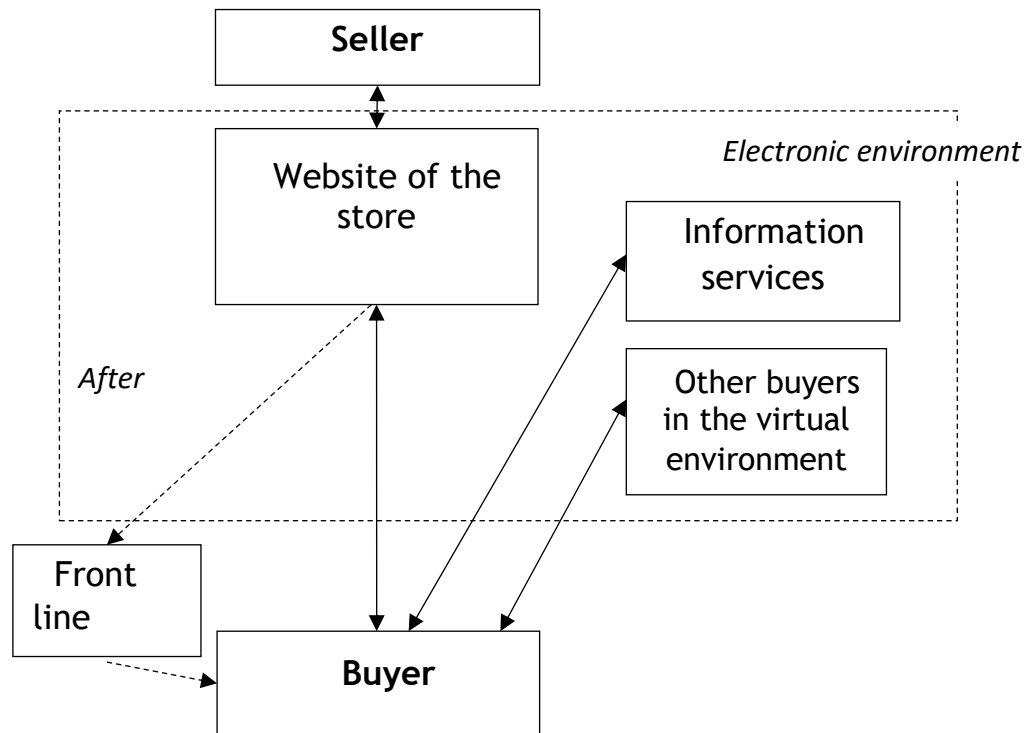 Seller
Electronic environment
Website of the
store
Information
services
After
Other buyers
in the virtual
environment
Front
line
Buyer